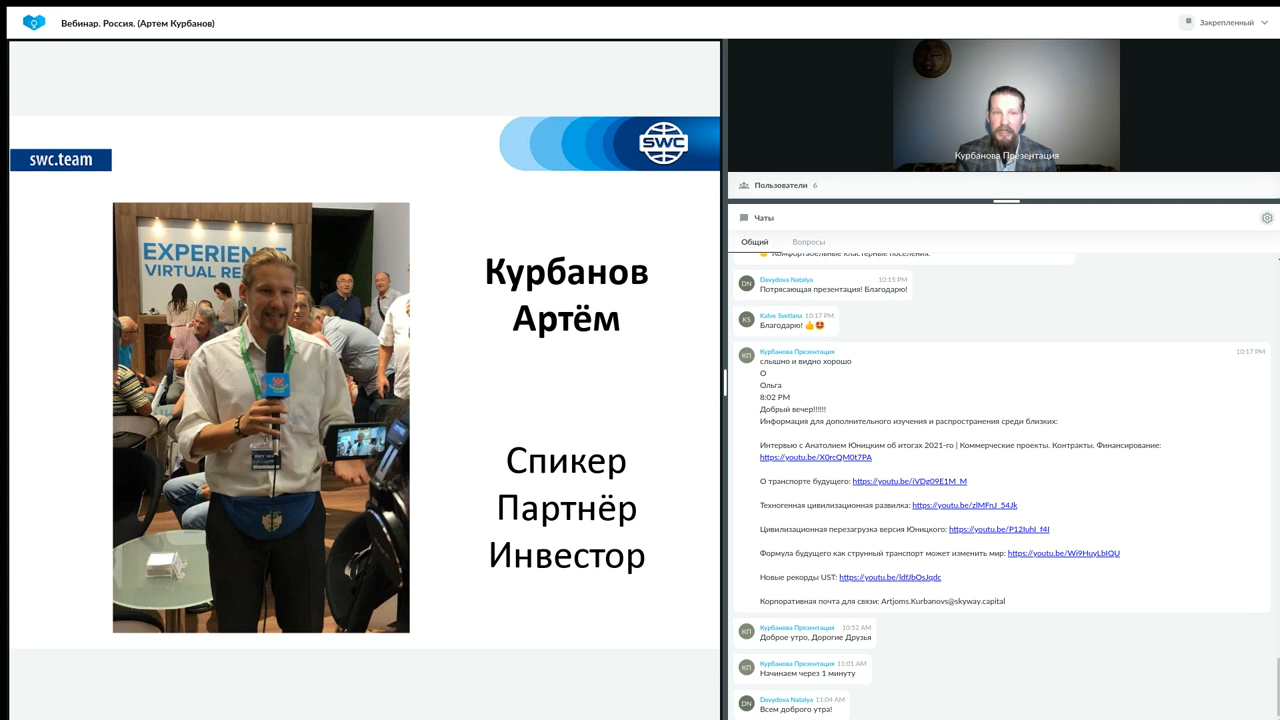 Вебинар. Россия. (Артем Курбанов)
Закрепленный
swc.team
SWC
EXPERIENCE
VIRTUAL RE
Курбанов
Артём
Спикер
Партнёр
Инвестор
Курбанова Презентация
Пользователи 6
Чаты
Общий
Вопросы
Комфортабельные кластерные поселения.
DN
Davydova Natalya 10:15 PM
Потрясающая презентация! Благодарю!
KS
Kalve Svetlana 10:17 PM
Благодарю! 👍🤩
КП
Курбанова Презентация 10:17 PM
слышно и видно хорошо
О
Ольга
8:02 PM
Добрый вечер!!!!!!
Информация для дополнительного изучения и распространения среди близких:
Интервью с Анатолием Юницким об итогах 2021-го | Коммерческие проекты. Контракты. Финансирование:
https://youtu.be/X0rcQM0t7PA
О транспорте будущего: https://youtu.be/iVDg09E1M_M
Техногенная цивилизационная развилка: https://youtu.be/zlMFnJ_54Jk
Цивилизационная перезагрузка версия Юницкого: https://youtu.be/P12IuhI_f4I
Формула будущего как струнный транспорт может изменить мир: https://youtu.be/Wi9HuyLbIQU
Новые рекорды UST: https://youtu.be/ldfJbOsJqdc
Корпоративная почта для связи: Artjoms.Kurbanovs@skyway.capital
КП
Курбанова Презентация 10:52 AM
Доброе утро, Дорогие Друзья
КП
Курбанова Презентация 11:01 AM
Начинаем через 1 минуту
DN
Davydova Natalya 11:04 AM
Всем доброго утра!